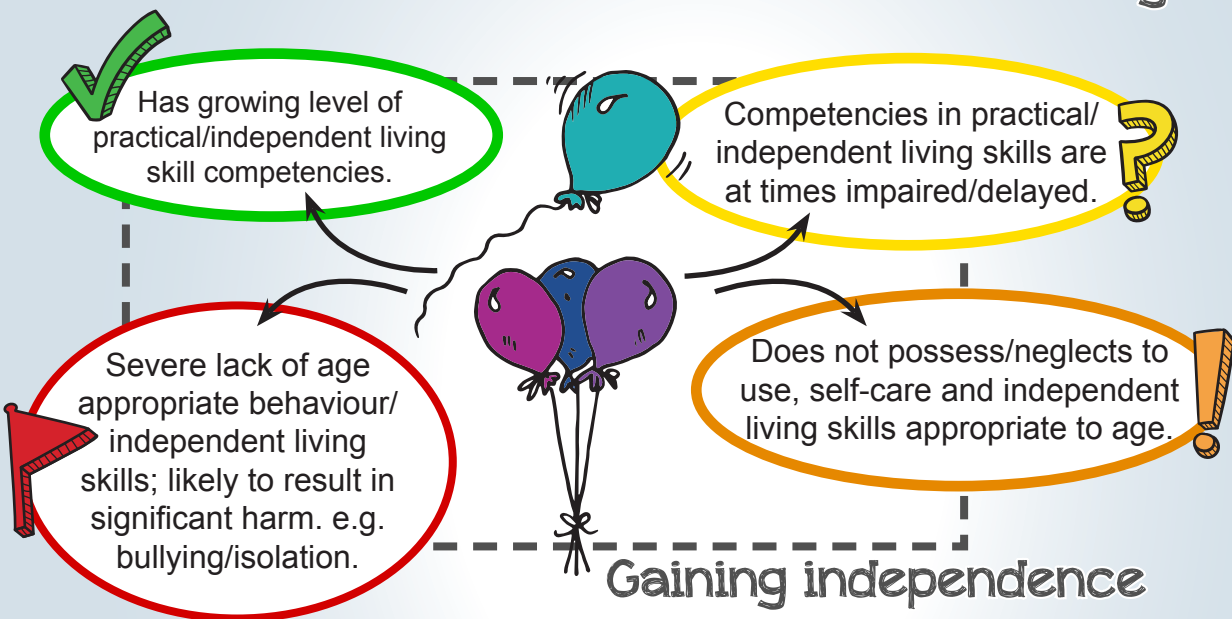 Has growing level of
practical/independent living
skill competencies.
Competencies in practical/
independent living skills are
at times impaired/delayed.
Severe lack of age
appropriate behaviour/
independent living
skills; likely to result in
significant harm. e.g.
bullying/isolation.
Does not possess/neglects to
use, self-care and independent
living skills appropriate to age.
Gaining independence